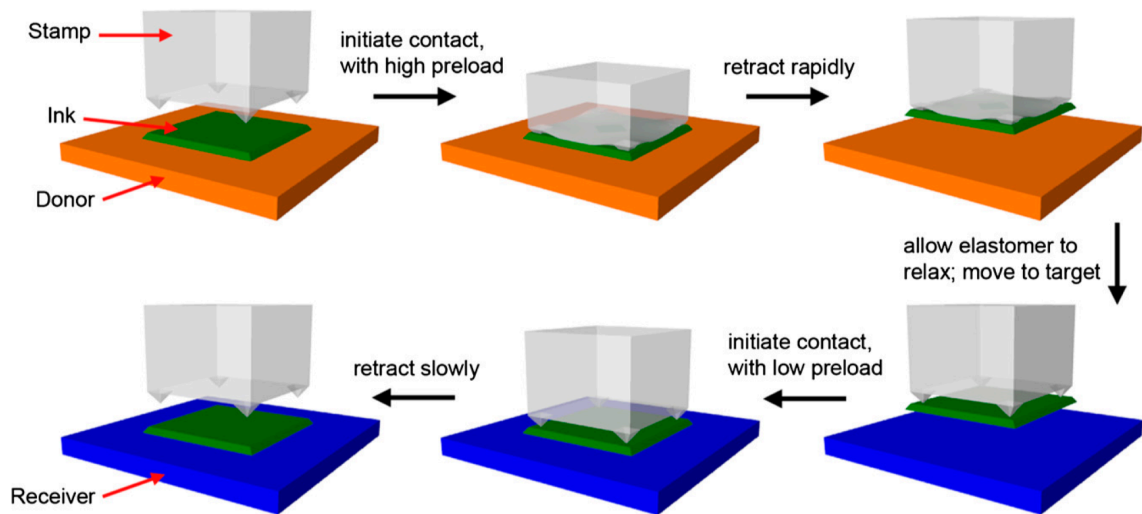 Stamp
Ink
Donor
initiate contact,
with high preload
retract rapidly
allow elastomer to
relax; move to target
initiate contact,
with low preload
retract slowly
Receiver